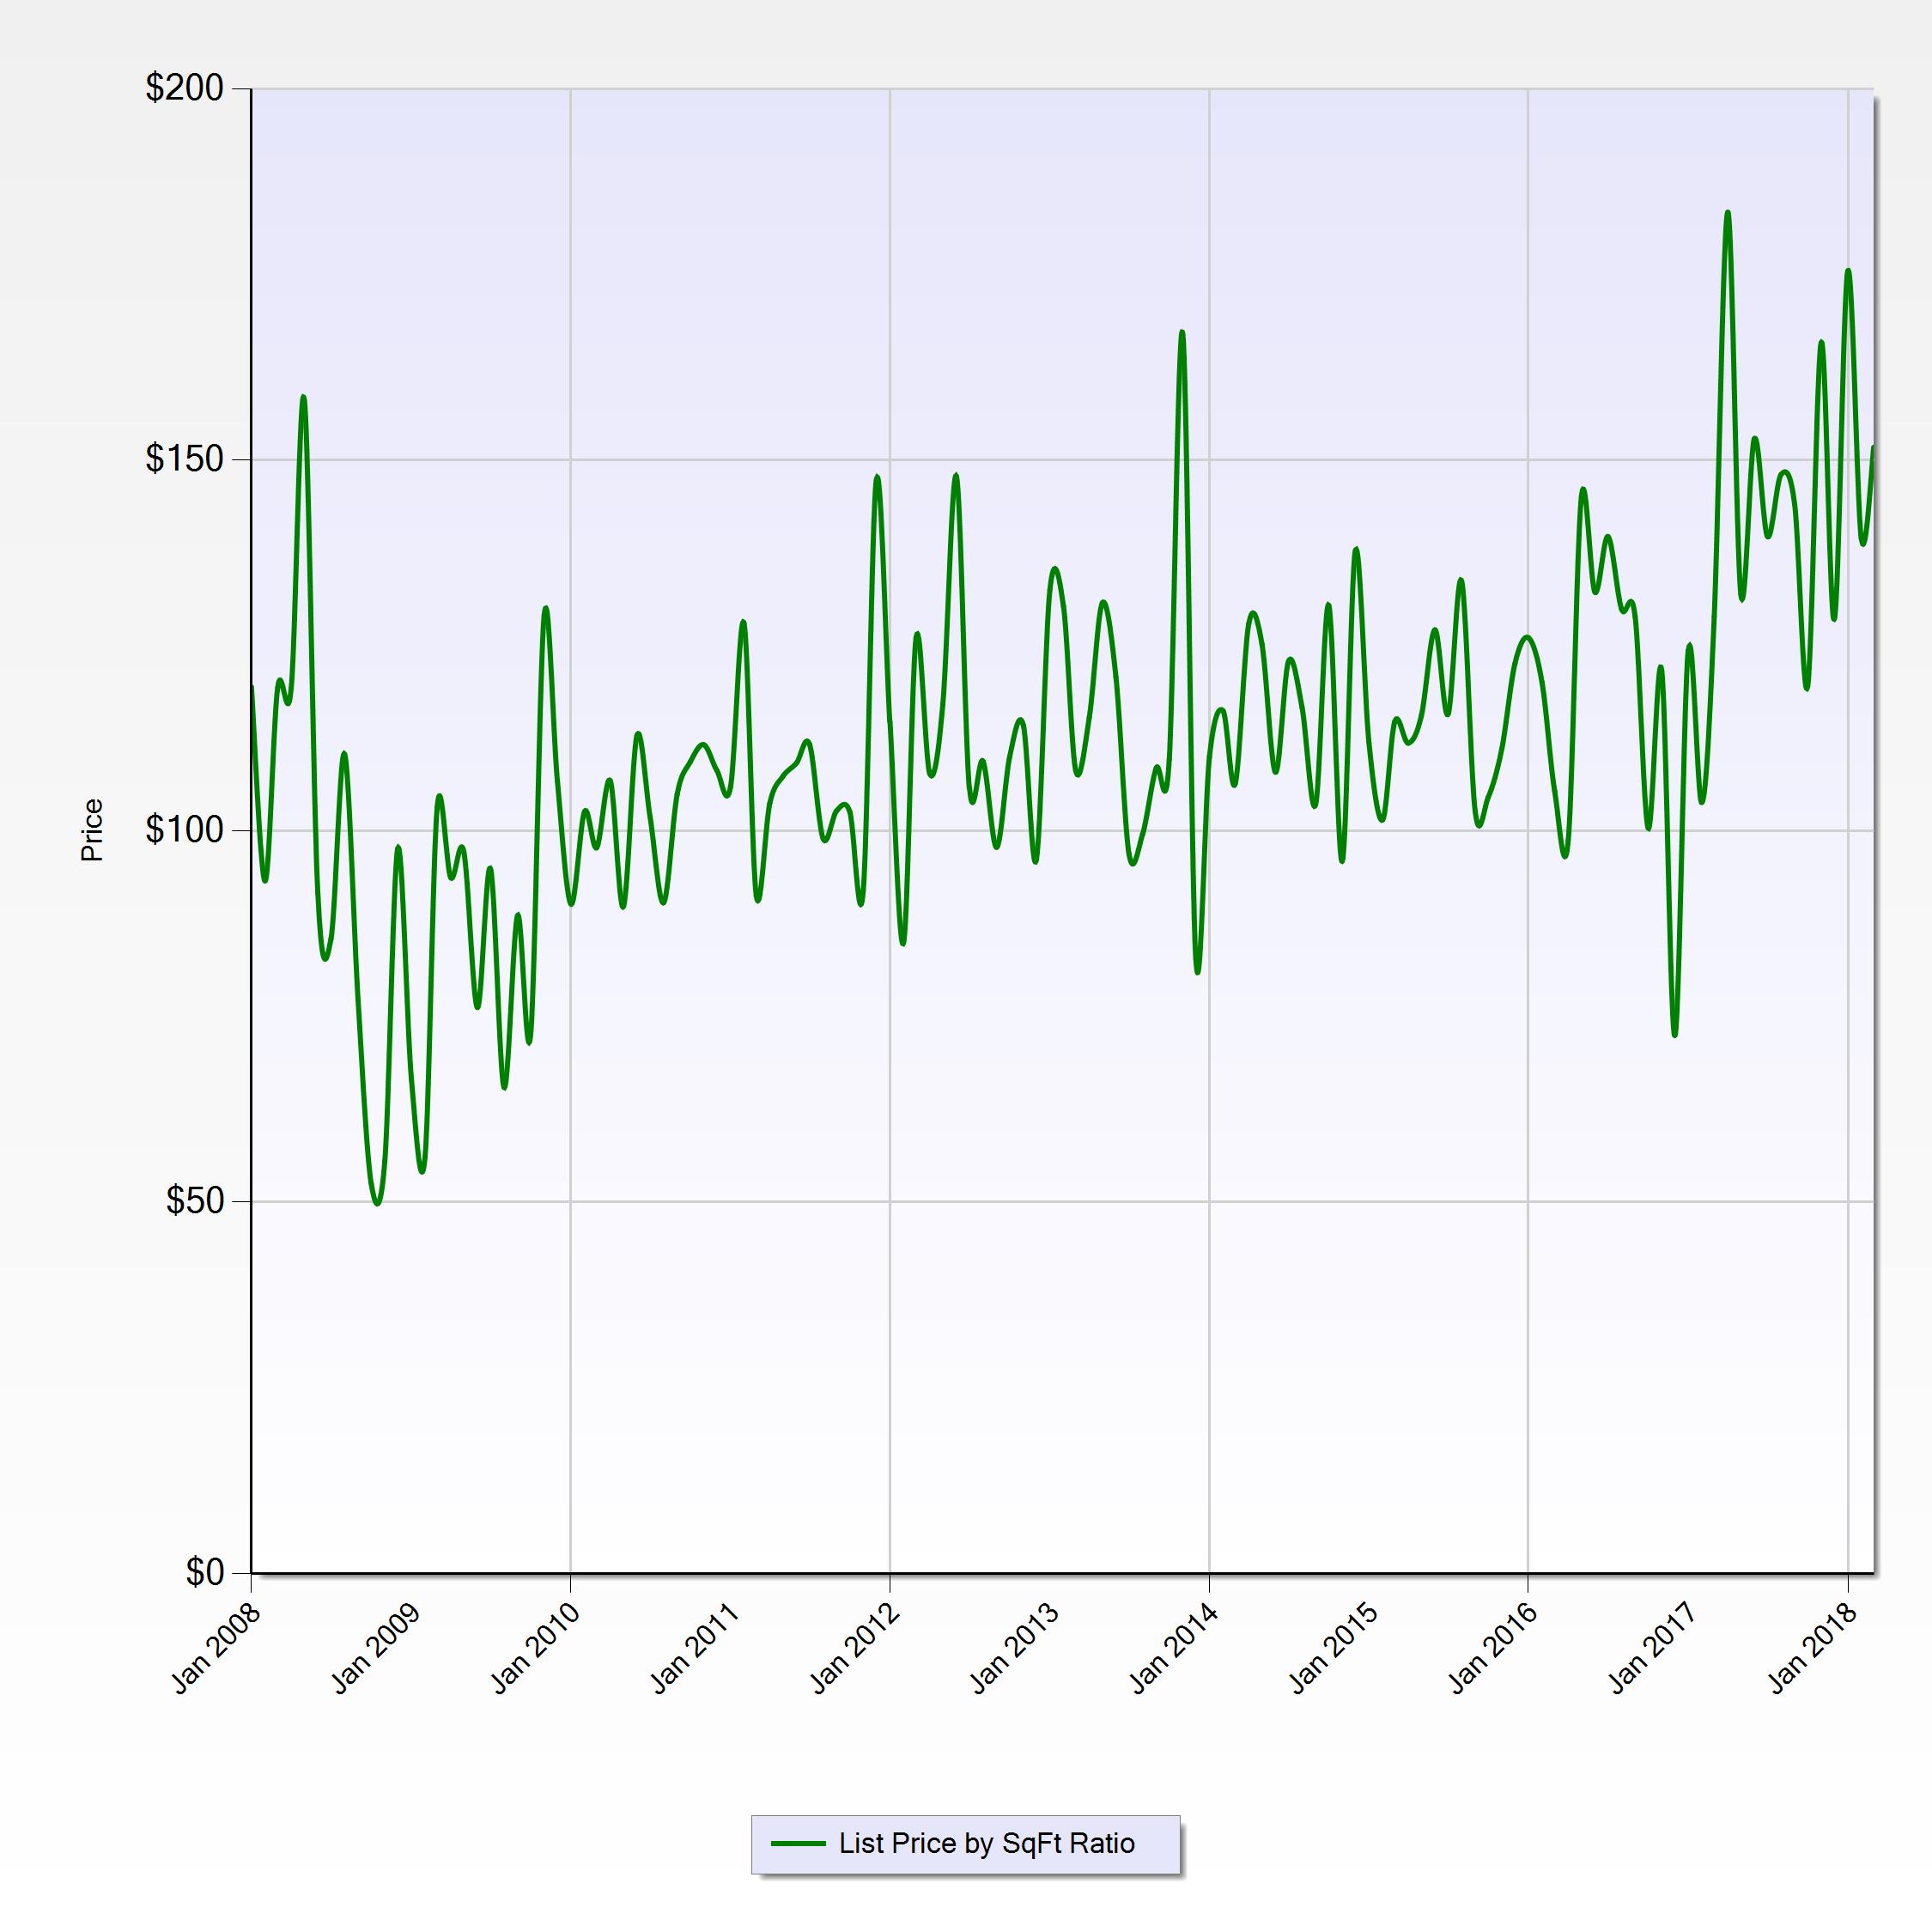 $200
$150
$100
$50
$0
Price
Jan 2008
Jan 2009
Jan 2010
Jan 2011
Jan 2012
Jan 2013
Jan 2014
Jan 2015
Jan 2016
Jan 2017
Jan 2018
List Price by SqFt Ratio